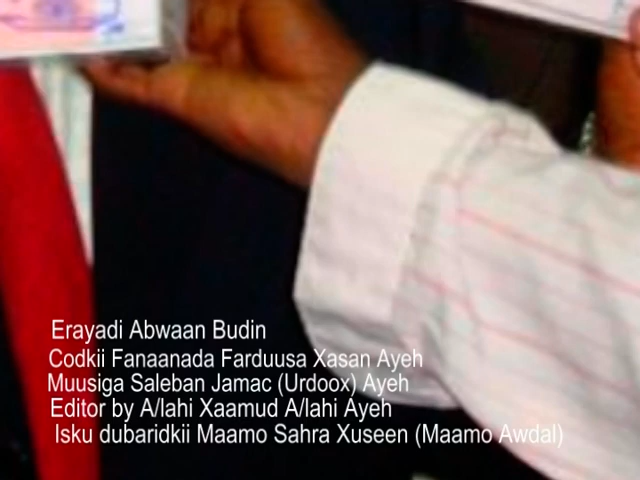 Erayadi Abwaan Budin
Codkii Fanaanada Farduusa Xasan Ayeh
Muusiga Saleban Jamac (Urdoox) Ayeh
Editor by A/lahi Xaamud A/lahi Ayeh
Isku dubaridkii Maamo Sahra Xuseen (Maamo Awdal)